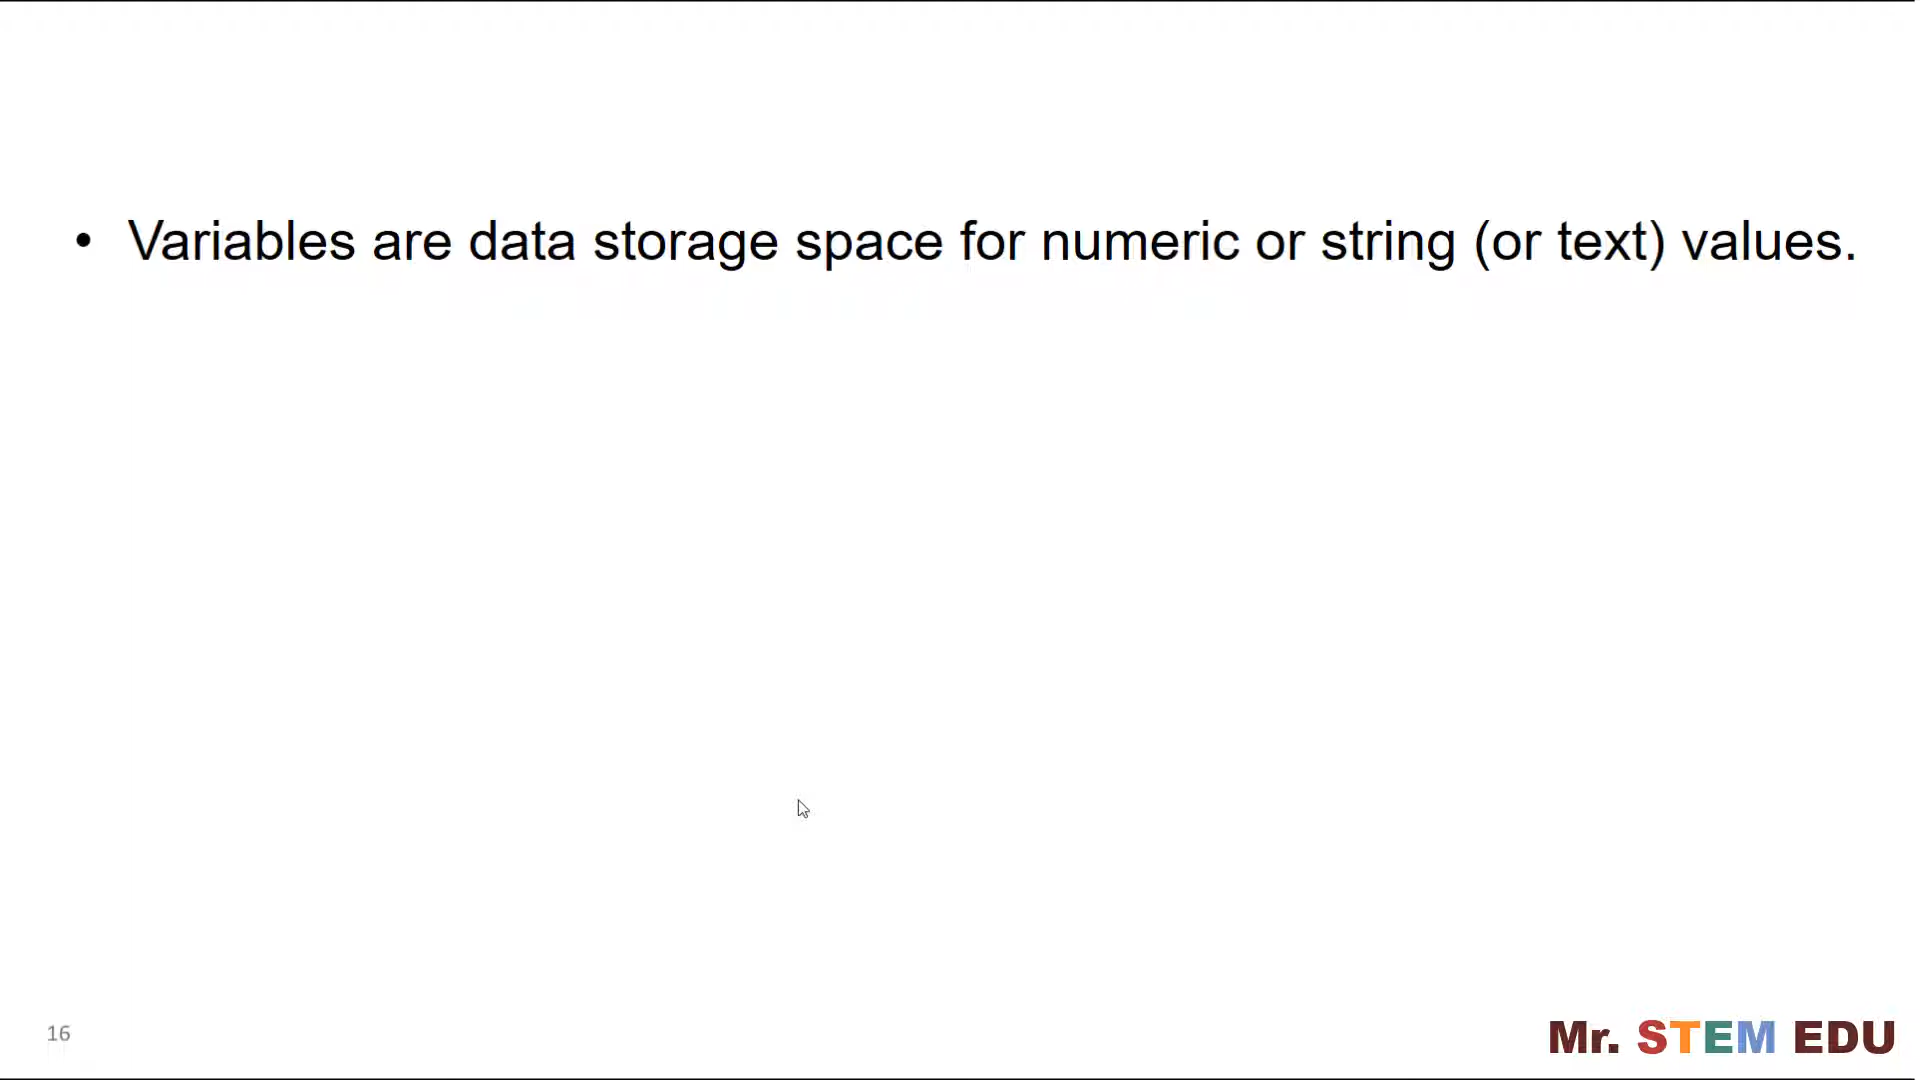 • Variables are data storage space for numeric or string (or text) values.
16
Mr. STEM EDU